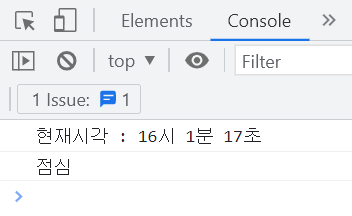 Elements Console
top Filter
1 Issue: 1
현재시각 : 16시 1분 17초
점심